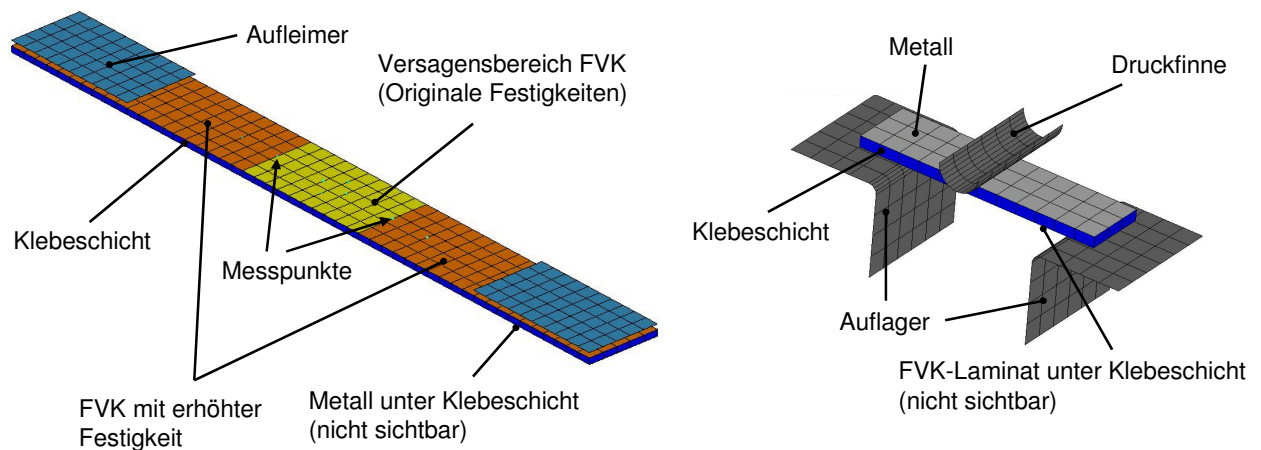 Aufleimer
Versagensbereich FVK
(Originale Festigkeiten)
Klebeschicht
Messpunkte
FVK mit erhöhter
Festigkeit
Metall unter Klebeschicht
(nicht sichtbar)
Metall
Druckfinne
Klebeschicht
Auflager
FVK-Laminat unter Klebeschicht
(nicht sichtbar)